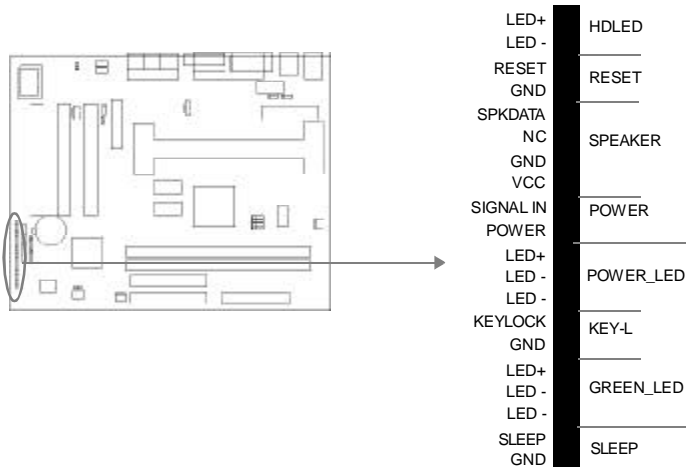 LED+ HDLED
LED -
RESET RESET
GND
SPKDATA
NC SPEAKER
GND
VCC
SIGNAL IN POWER
POWER
LED+
LED - POWER_LED
LED -
KEYLOCK KEY-L
GND
LED+
LED - GREEN_LED
LED -
SLEEP SLEEP
GND